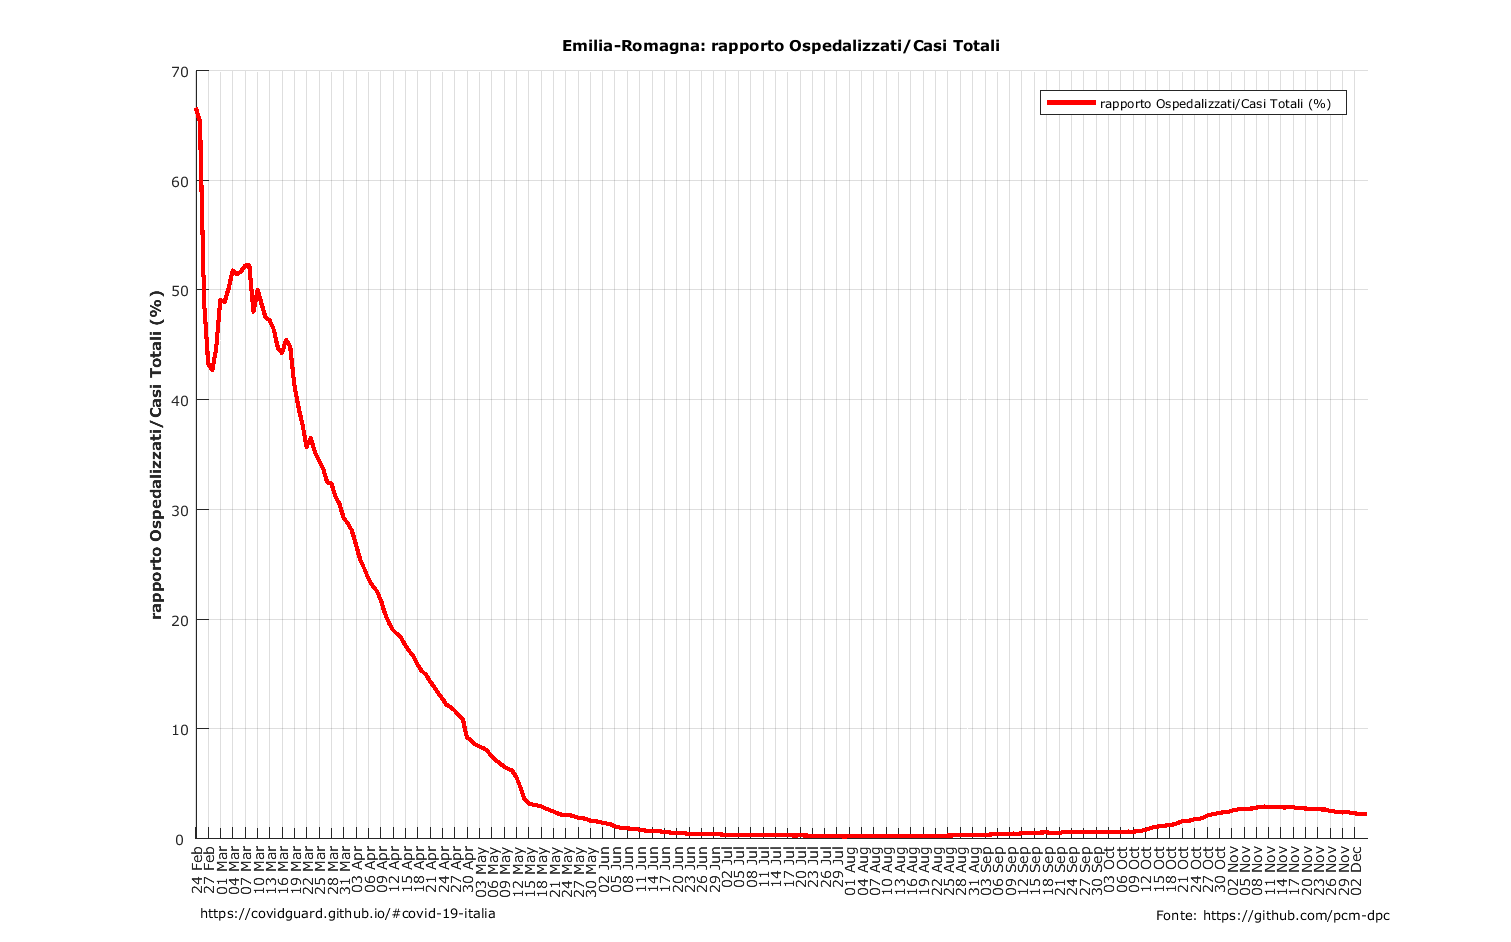 Emilia-Romagna: rapporto Ospedalizzati/Casi Totali
rapporto Ospedalizzati/Casi Totali (%)
rapporto Ospedalizzati/Casi Totali (%)
70
60
50
40
30
20
10
0
24 Feb
27 Feb
01 Mar
04 Mar
07 Mar
10 Mar
13 Mar
16 Mar
19 Mar
22 Mar
25 Mar
28 Mar
31 Mar
03 Apr
06 Apr
09 Apr
12 Apr
15 Apr
18 Apr
21 Apr
24 Apr
27 Apr
30 Apr
03 May
06 May
09 May
12 May
15 May
18 May
21 May
24 May
27 May
30 May
02 Jun
05 Jun
08 Jun
11 Jun
14 Jun
17 Jun
20 Jun
23 Jun
26 Jun
29 Jun
02 Jul
05 Jul
08 Jul
11 Jul
14 Jul
17 Jul
20 Jul
23 Jul
26 Jul
29 Jul
01 Aug
04 Aug
07 Aug
10 Aug
13 Aug
16 Aug
19 Aug
22 Aug
25 Aug
28 Aug
31 Aug
03 Sep
06 Sep
09 Sep
12 Sep
15 Sep
18 Sep
21 Sep
24 Sep
27 Sep
30 Sep
03 Oct
06 Oct
09 Oct
12 Oct
15 Oct
18 Oct
21 Oct
24 Oct
27 Oct
30 Oct
02 Nov
05 Nov
08 Nov
11 Nov
14 Nov
17 Nov
20 Nov
23 Nov
26 Nov
29 Nov
02 Dec
https://covidguard.github.io/#covid-19-italia
Fonte: https://github.com/pcm-dpc